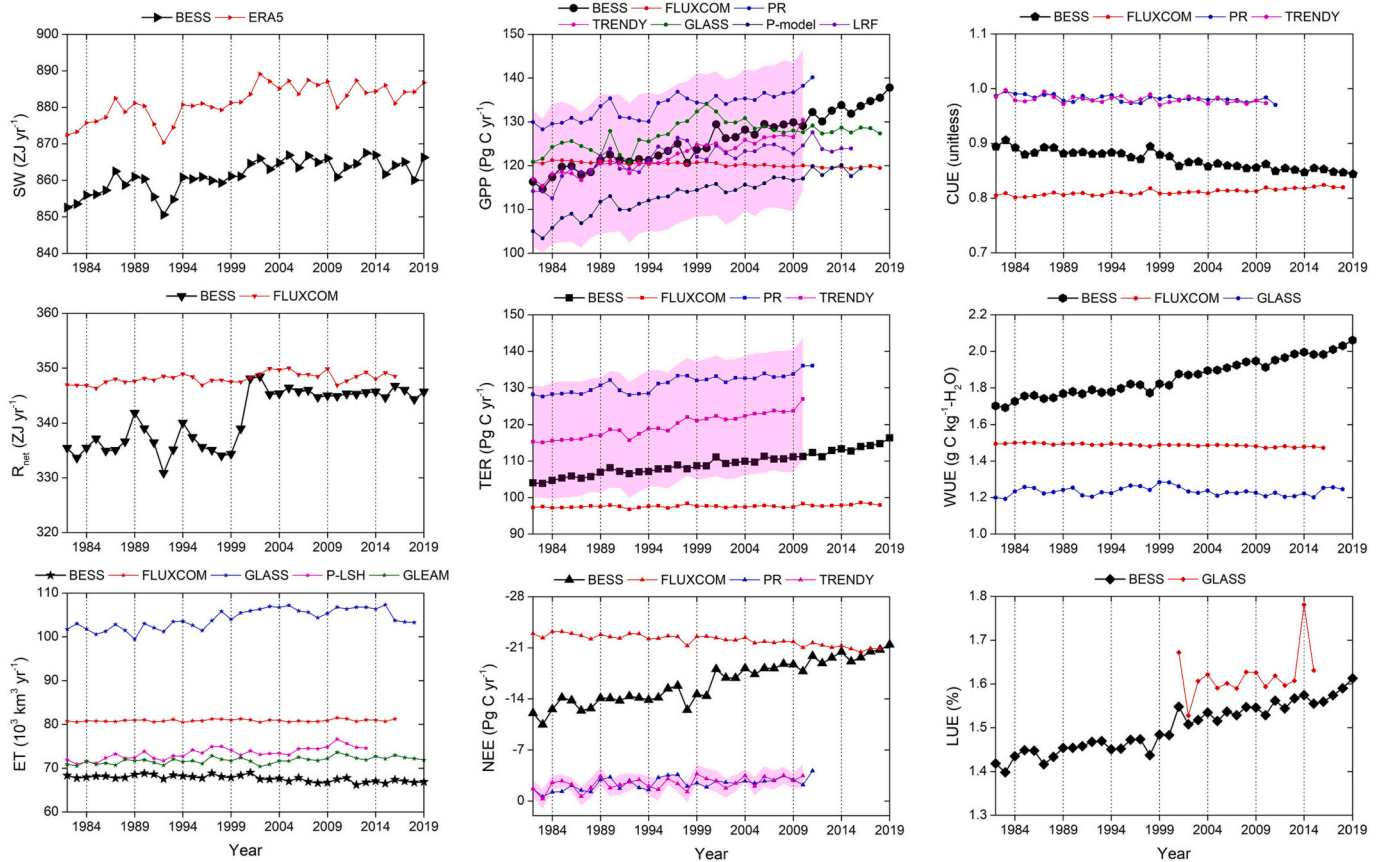 BESS ERA5
SW (ZJ yr⁻¹)
900
890
880
870
860
850
840
1984 1989 1994 1999 2004 2009 2014 2019
BESS FLUXCOM PR
TRENDY GLASS P-model LRF
GPP (Pg C yr⁻¹)
150
140
130
120
110
100
1984 1989 1994 1999 2004 2009 2014 2019
BESS FLUXCOM PR TRENDY
CUE (unitless)
1.1
1.0
0.9
0.8
0.7
1984 1989 1994 1999 2004 2009 2014 2019
BESS FLUXCOM
Rnet (ZJ yr⁻¹)
360
350
340
330
320
1984 1989 1994 1999 2004 2009 2014 2019
BESS FLUXCOM PR TRENDY
TER (Pg C yr⁻¹)
150
140
130
120
110
100
90
1984 1989 1994 1999 2004 2009 2014 2019
BESS FLUXCOM GLASS
WUE (g C kg⁻¹-H₂O)
2.2
2.0
1.8
1.6
1.4
1.2
1.0
1984 1989 1994 1999 2004 2009 2014 2019
BESS FLUXCOM GLASS P-LSH GLEAM
ET (10³ km³ yr⁻¹)
110
100
90
80
70
60
1984 1989 1994 1999 2004 2009 2014 2019
Year
BESS FLUXCOM PR TRENDY
NEE (Pg C yr⁻¹)
-28
-21
-14
-7
0
1984 1989 1994 1999 2004 2009 2014 2019
Year
BESS GLASS
LUE (%)
1.8
1.7
1.6
1.5
1.4
1.3
1984 1989 1994 1999 2004 2009 2014 2019
Year